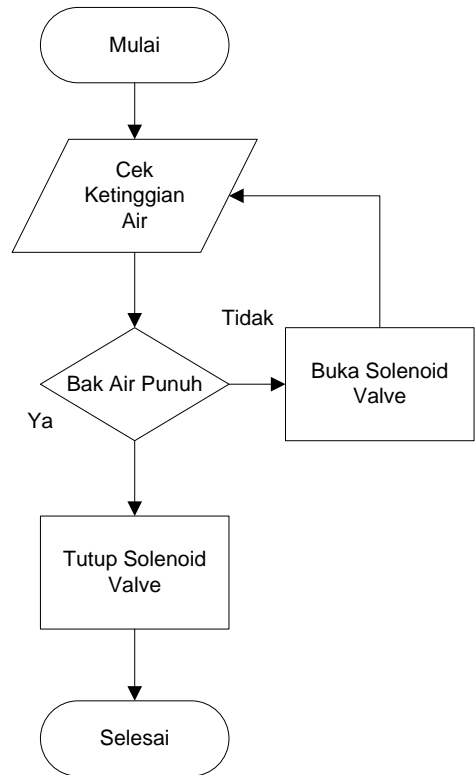 Mulai
Cek
Ketinggian
Air
Tidak
Bak Air Punuh
Buka Solenoid
Valve
Ya
Tutup Solenoid
Valve
Selesai